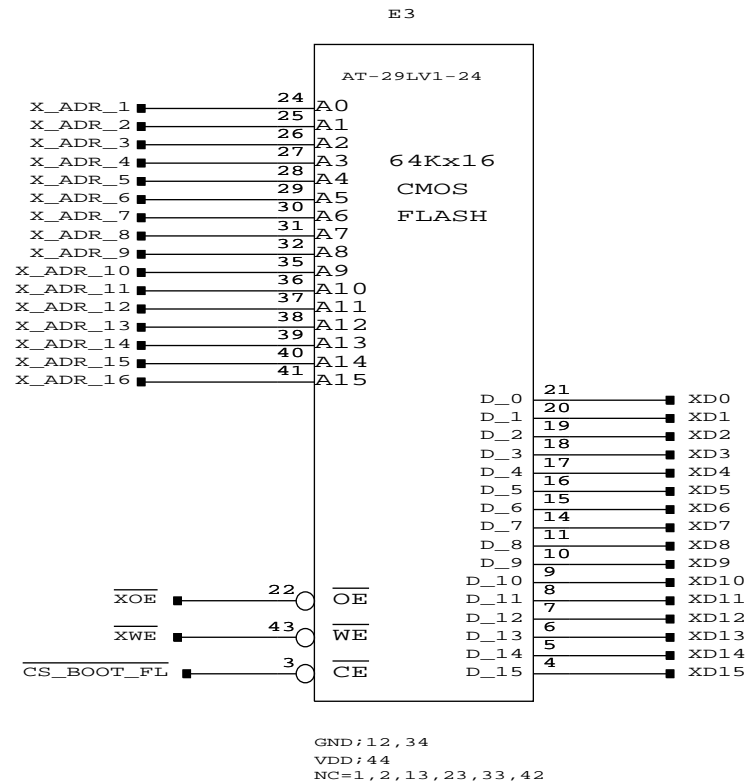 E3
AT-29LV1-24
64Kx16
CMOS
FLASH
X_ADR_1 24 A0
X_ADR_2 25 A1
X_ADR_3 26 A2
X_ADR_4 27 A3
X_ADR_5 28 A4
X_ADR_6 29 A5
X_ADR_7 30 A6
X_ADR_8 31 A7
X_ADR_9 32 A8
X_ADR_10 35 A9
X_ADR_11 36 A10
X_ADR_12 37 A11
X_ADR_13 38 A12
X_ADR_14 39 A13
X_ADR_15 40 A14
X_ADR_16 41 A15
D_0 21 XD0
D_1 20 XD1
D_2 19 XD2
D_3 18 XD3
D_4 17 XD4
D_5 16 XD5
D_6 15 XD6
D_7 14 XD7
D_8 11 XD8
D_9 10 XD9
D_10 9 XD10
D_11 8 XD11
D_12 7 XD12
D_13 6 XD13
D_14 5 XD14
D_15 4 XD15
XOE 22 OE
XWE 43 WE
CS_BOOT_FL 3 CE
GND;12,34
VDD;44
NC=1,2,13,23,33,42